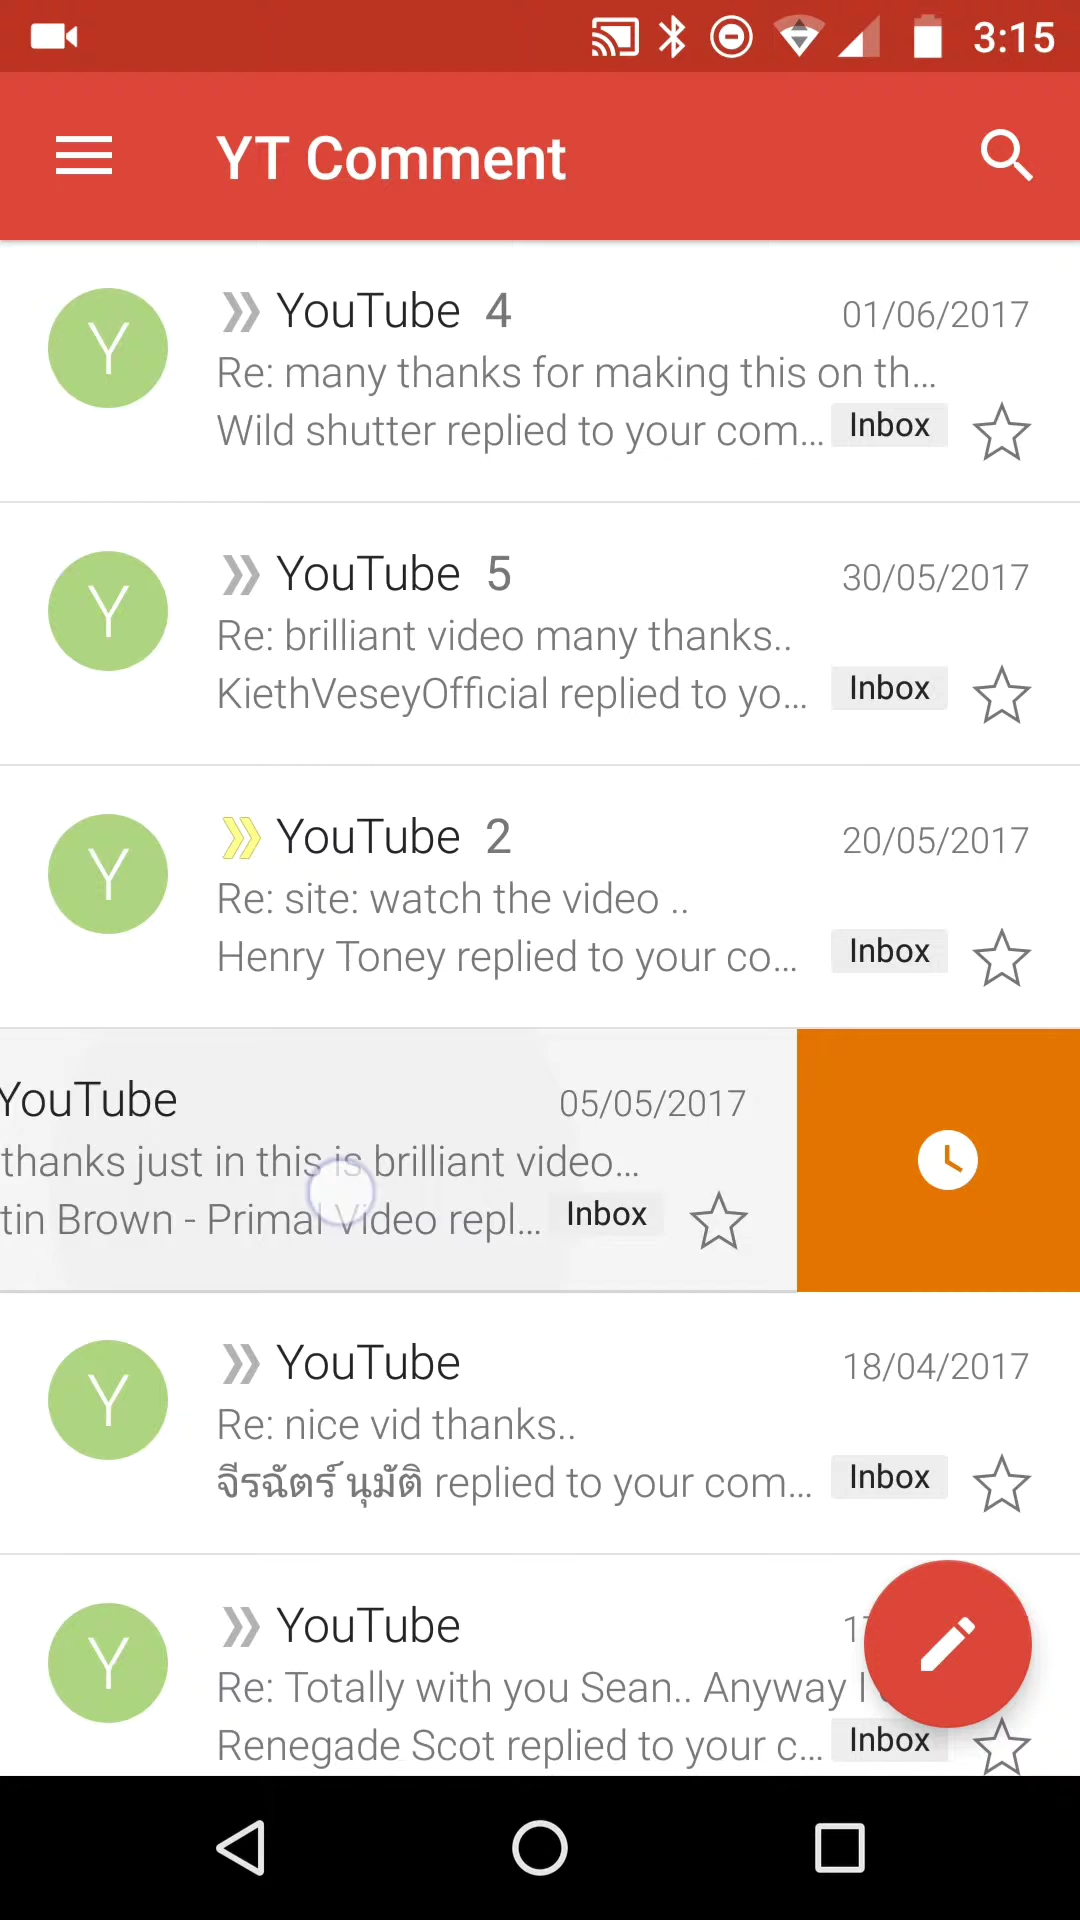 3:15
YT Comment
Y
YouTube 4
01/06/2017
Re: many thanks for making this on th...
Wild shutter replied to your com...
Inbox
Y
YouTube 5
30/05/2017
Re: brilliant video many thanks..
KiethVeseyOfficial replied to yo...
Inbox
Y
YouTube 2
20/05/2017
Re: site: watch the video ..
Henry Toney replied to your co...
Inbox
YouTube
05/05/2017
thanks just in this is brilliant video...
tin Brown - Primal Video repl...
Inbox
Y
YouTube
18/04/2017
Re: nice vid thanks..
จีรฉัตร์ นุมัติ replied to your com...
Inbox
Y
YouTube
Re: Totally with you Sean.. Anyway I
Renegade Scot replied to your c...
Inbox